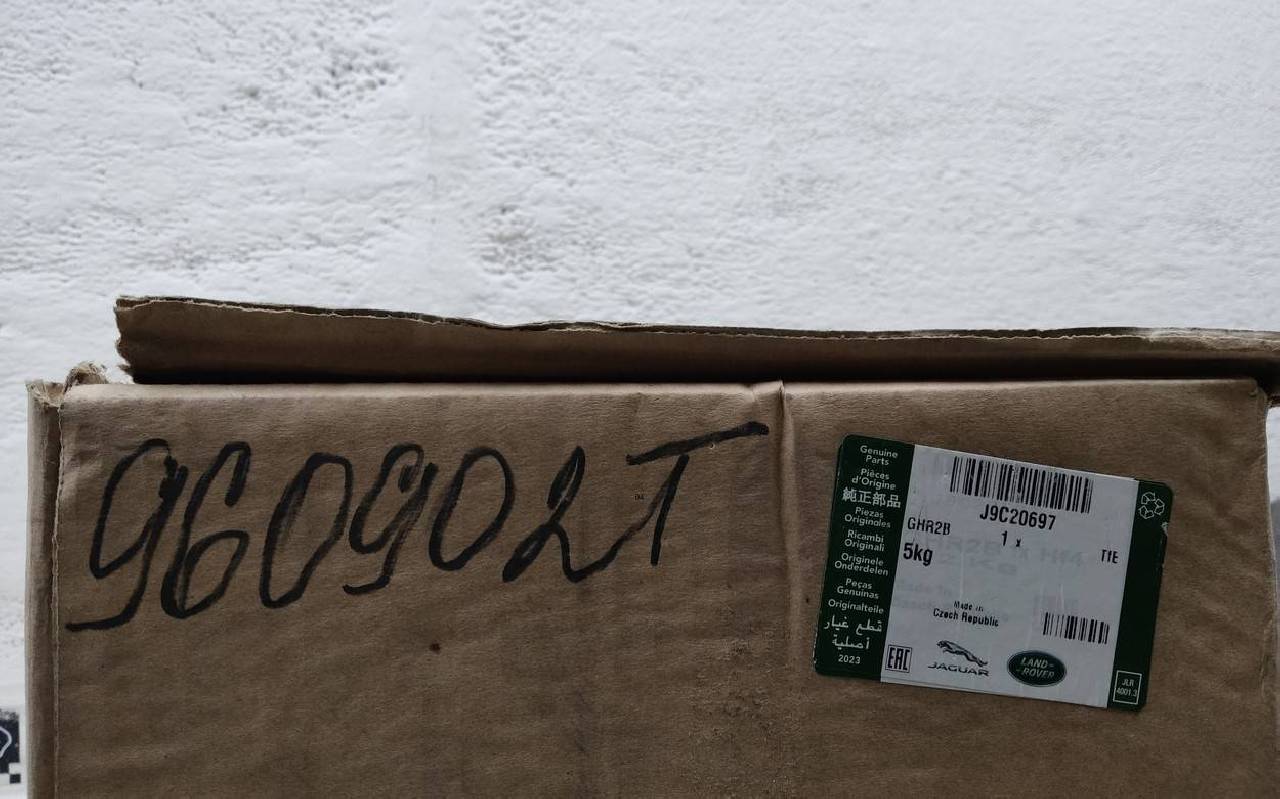 960902T
Genuine
Parts
Pièces
d'Origine
純正部品
Piezas
Originales
Ricambi
Originali
Originele
Onderdelen
Peças
Genuínas
Originalteile
قطع غيار
أصلية
2023
J9C20697
GHR2B
1 x
5kg
T1E
Made in
Czech Republic
EAC
JAGUAR
LAND-
-ROVER
JLR
4001.3